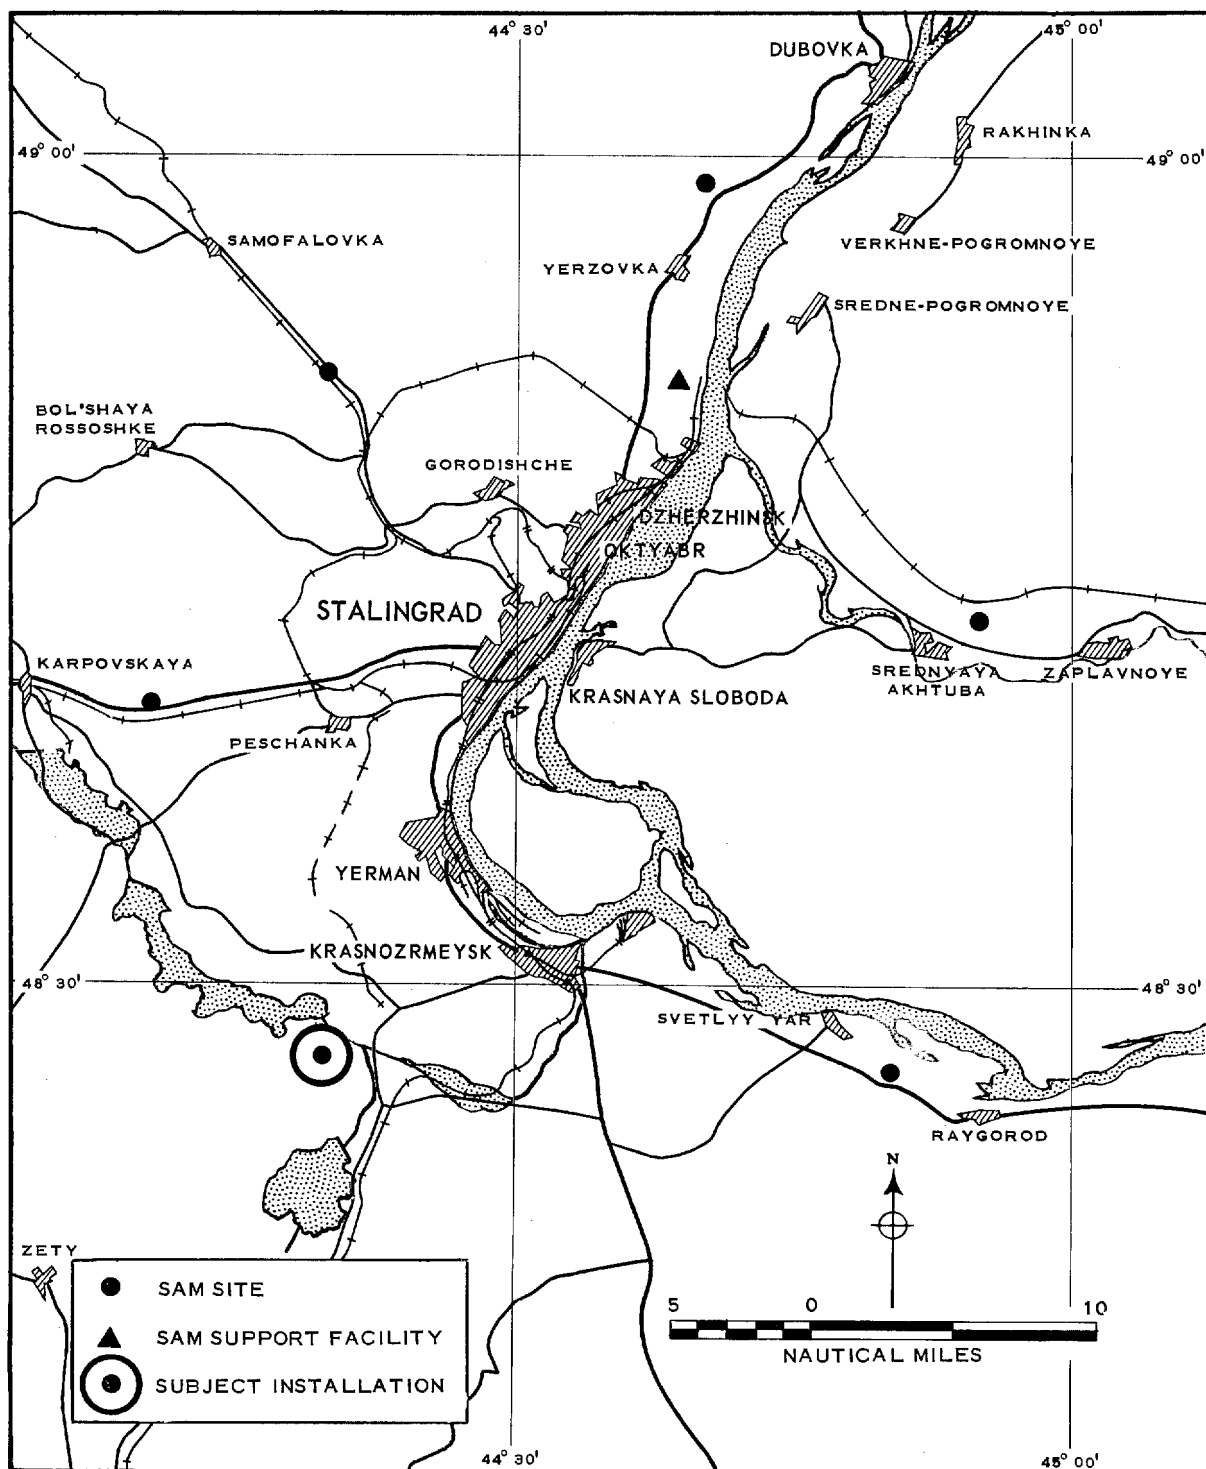 44° 30'
45° 00'
DUBOVKA
RAKHINKA
49° 00'
49° 00'
SAMOFALOVKA
VERKHNE-POGROMNOYE
YERZOVKA
SREDNE-POGROMNOYE
BOL'SHAYA
ROSSOSHKE
GORODISHCHE
DZHERZHINSK
OKTYABR
STALINGRAD
KARPOVSKAYA
KRASNAYA SLOBODA
SREDNYAYA
AKHTUBA
ZAPLAVNOYE
PESCHANKA
YERMAN
KRASNOZRMEYSK
48° 30'
48° 30'
SVETLYY YAR
RAYGOROD
N
ZETY
SAM SITE
SAM SUPPORT FACILITY
SUBJECT INSTALLATION
5 0 10
NAUTICAL MILES
44° 30'
45° 00'